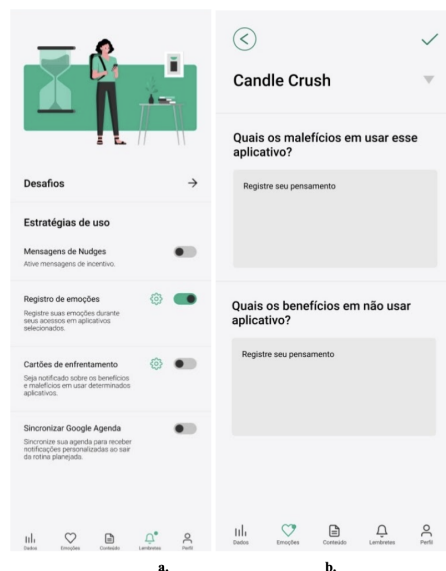 Desafios
Estratégias de uso
Mensagens de Nudges
Ative mensagens de incentivo.
Registro de emoções
Registre suas emoções durante
seus acessos em aplicativos
selecionados.
Cartões de enfrentamento
Seja notificado sobre os benefícios
e malefícios em usar determinados
aplicativos.
Sincronizar Google Agenda
Sincronize sua agenda para receber
notificações personalizadas ao sair
da rotina planejada.
Dados
Emoções
Conteúdo
Lembretes
Perfil
a.
Candle Crush
Quais os malefícios em usar esse
aplicativo?
Registre seu pensamento
Quais os benefícios em não usar
aplicativo?
Registre seu pensamento
Dados
Emoções
Conteúdo
Lembretes
Perfil
b.